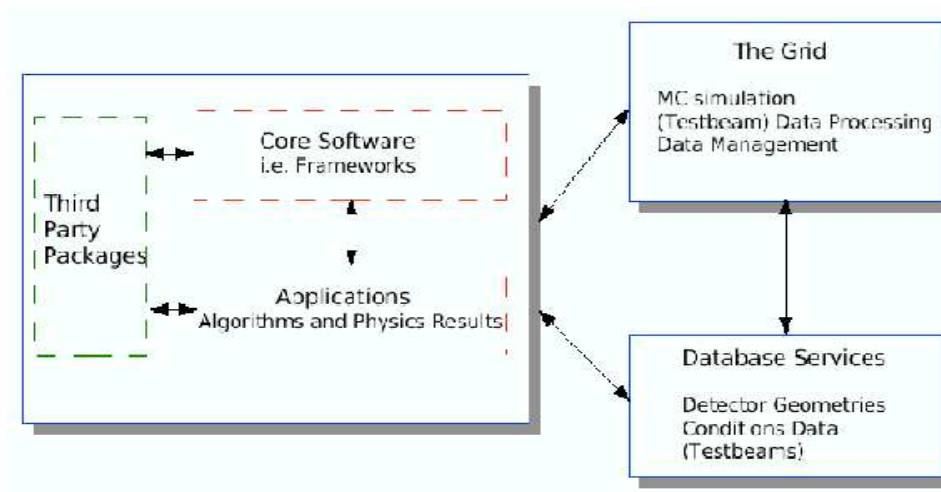 The Grid
MC simulation
(Testbeam) Data Processing
Data Management
Core Software
i.e. Frameworks
Third
Party
Packages
Applications
Algorithms and Physics Results
Database Services
Detector Geometries
Conditions Data
(Testbeams)